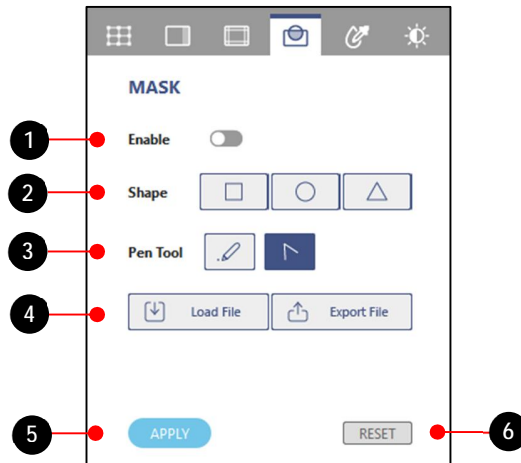 MASK
1 Enable
2 Shape
3 Pen Tool
4 Load File Export File
5 APPLY RESET 6